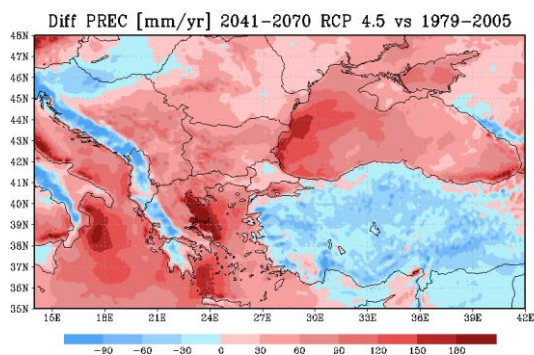 Diff PREC [mm/yr] 2041-2070 RCP 4.5 vs 1979-2005
48N
47N
46N
45N
44N
43N
42N
41N
40N
39N
38N
37N
36N
35N
15E 18E 21E 24E 27E 30E 33E 36E 39E 42E
-90 -60 -30 0 30 60 90 120 150 180